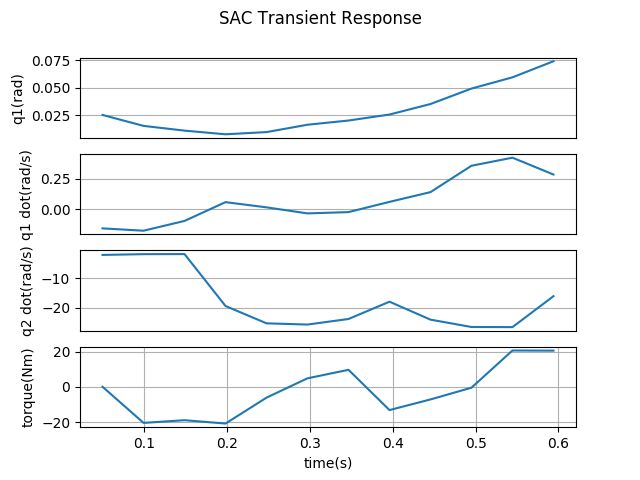 SAC Transient Response
0.075
0.050
0.025
q1(rad)
0.25
0.00
q1 dot(rad/s)
−10
−20
q2 dot(rad/s)
20
0
−20
torque(Nm)
0.1 0.2 0.3 0.4 0.5 0.6
time(s)